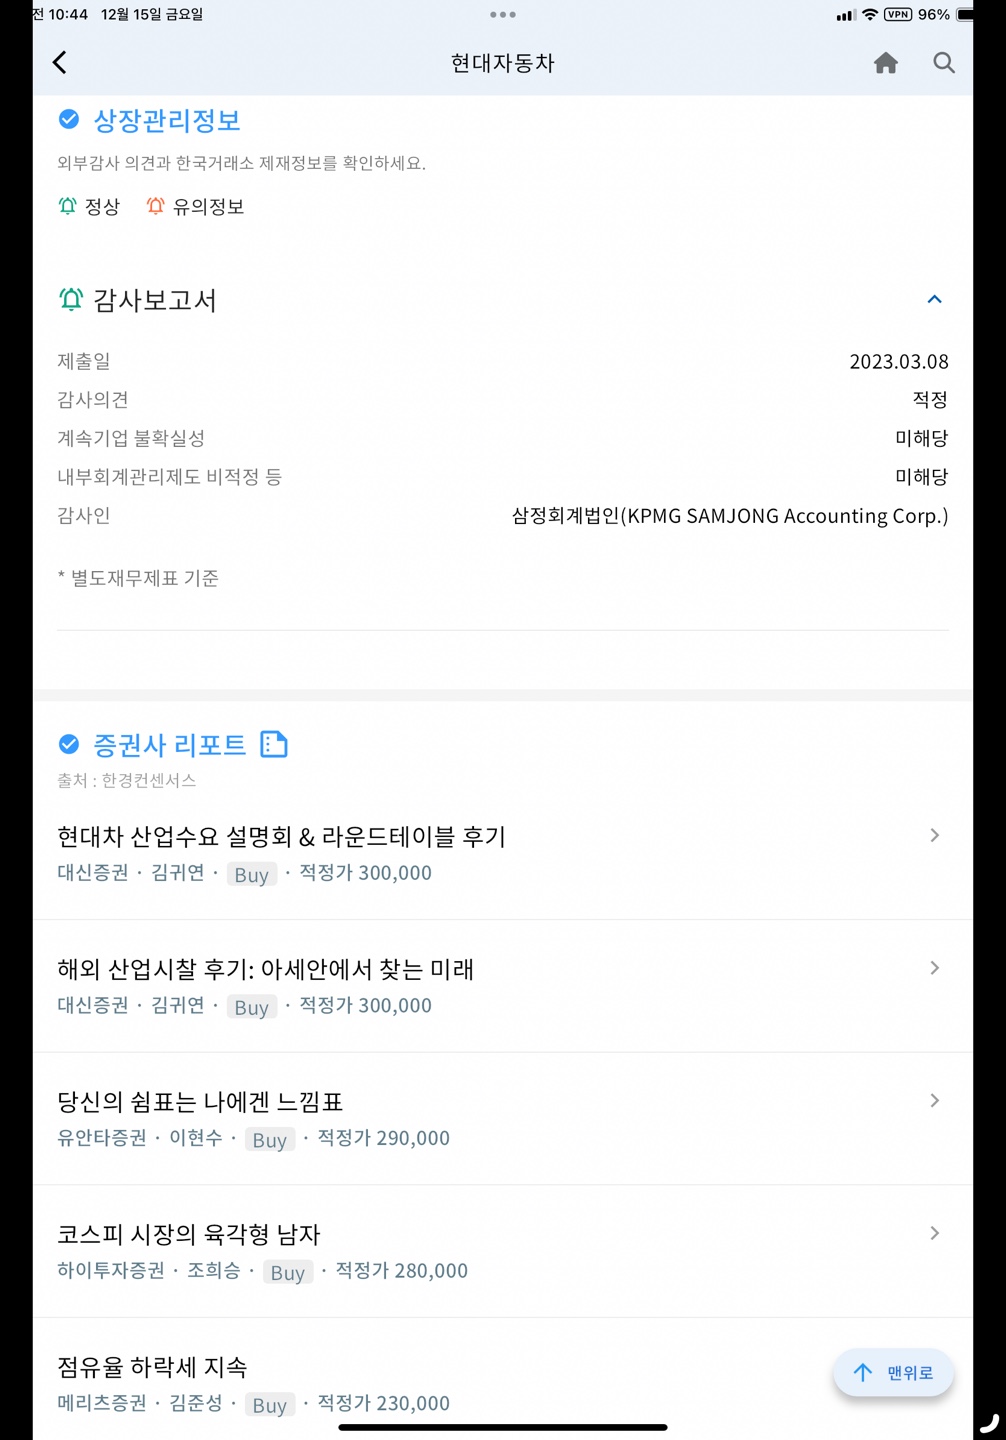 전 10:44 12월 15일 금요일
VPN 96%
현대자동차
상장관리정보
외부감사 의견과 한국거래소 제재정보를 확인하세요.
정상 유의정보
감사보고서
제출일 2023.03.08
감사의견 적정
계속기업 불확실성 미해당
내부회계관리제도 비적정 등 미해당
감사인 삼정회계법인(KPMG SAMJONG Accounting Corp.)
* 별도재무제표 기준
증권사 리포트
출처 : 한경컨센서스
현대차 산업수요 설명회 & 라운드테이블 후기
대신증권 · 김귀연 · Buy · 적정가 300,000
해외 산업시찰 후기: 아세안에서 찾는 미래
대신증권 · 김귀연 · Buy · 적정가 300,000
당신의 쉼표는 나에겐 느낌표
유안타증권 · 이현수 · Buy · 적정가 290,000
코스피 시장의 육각형 남자
하이투자증권 · 조희승 · Buy · 적정가 280,000
점유율 하락세 지속
메리츠증권 · 김준성 · Buy · 적정가 230,000
맨위로